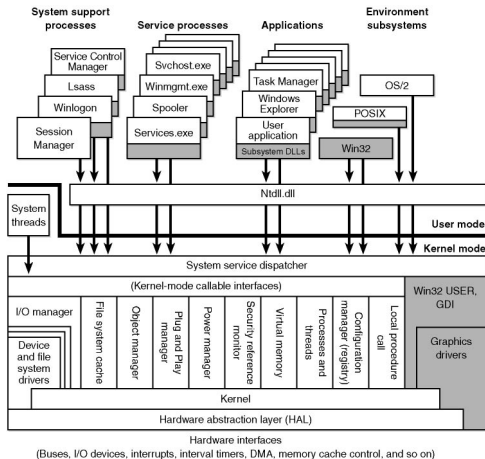 System support
processes
Service processes
Applications
Environment
subsystems
Service Control
Manager
Lsass
Winlogon
Session
Manager
Svchost.exe
Winmgmt.exe
Spooler
Services.exe
Task Manager
Windows
Explorer
User
application
Subsystem DLLs
OS/2
POSIX
Win32
Ntdll.dll
System
threads
User mode
Kernel mode
System service dispatcher
(Kernel-mode callable interfaces)
Win32 USER,
GDI
I/O manager
Device and file
system drivers
File system cache
Object manager
Plug and Play
manager
Power manager
Security reference
monitor
Virtual memory
Processes and
threads
Configuration
manager (registry)
Local procedure
call
Graphics
drivers
Kernel
Hardware abstraction layer (HAL)
Hardware interfaces
(Buses, I/O devices, interrupts, interval timers, DMA, memory cache control, and so on)